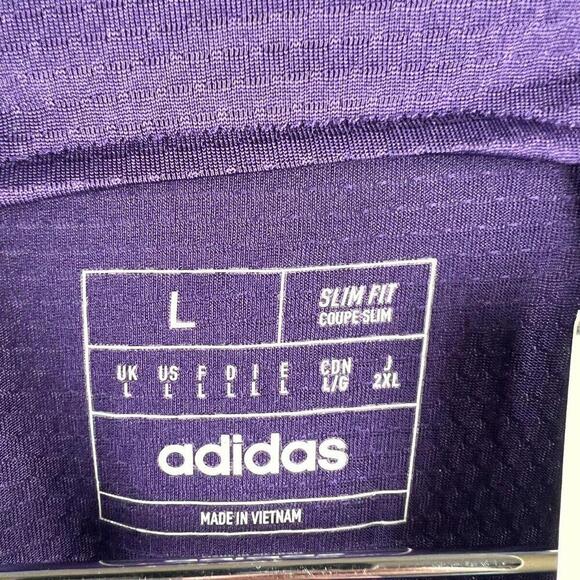 L
SLIM FIT
COUPE SLIM
UK US F D I E CDN J
L L L L L L L/G 2XL
adidas
MADE IN VIETNAM